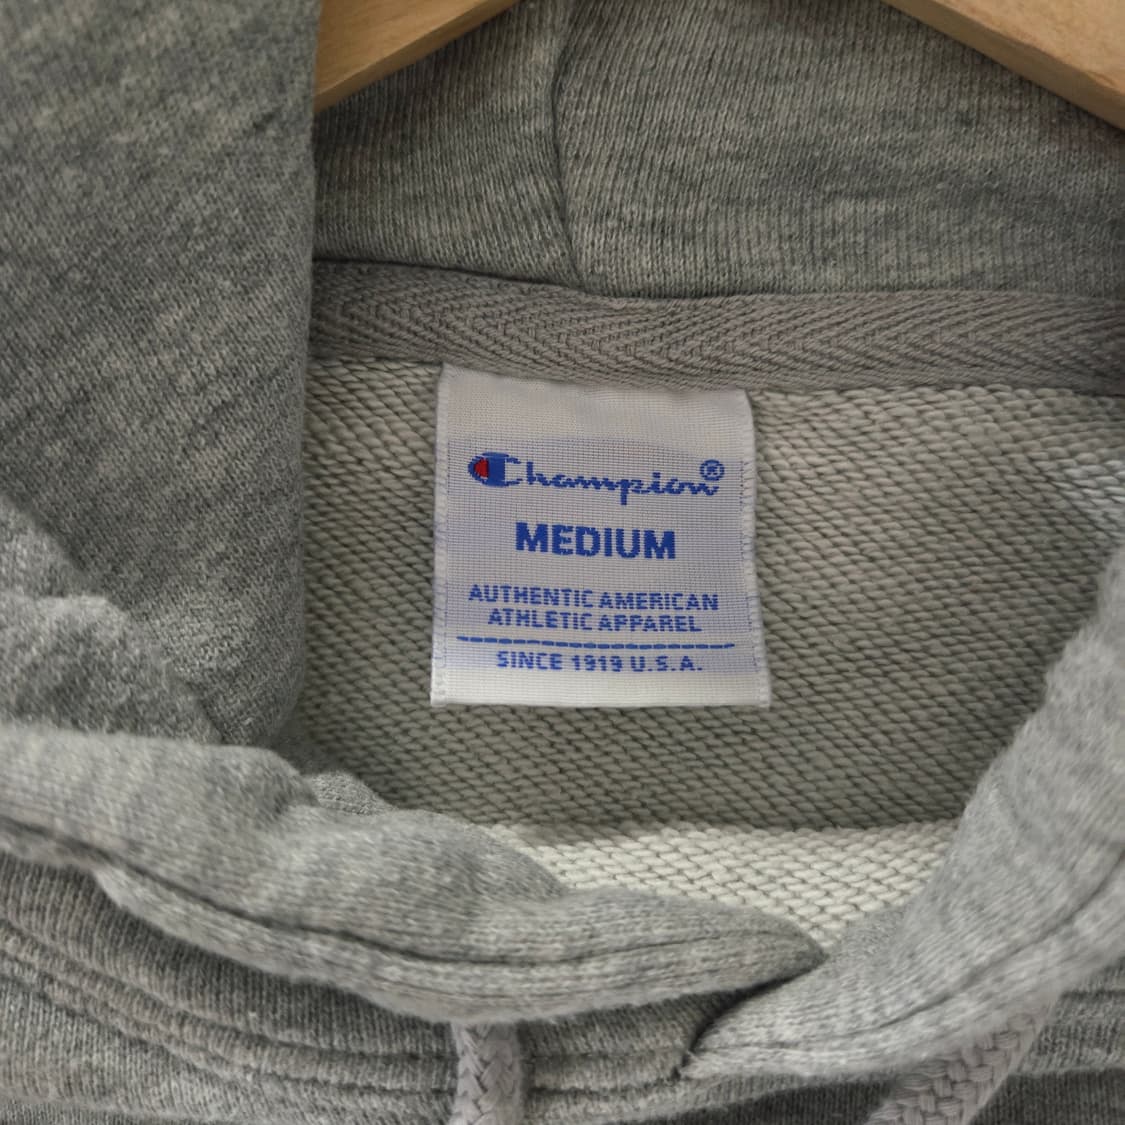 Champion®
MEDIUM
AUTHENTIC AMERICAN
ATHLETIC APPAREL
SINCE 1919 U.S.A.